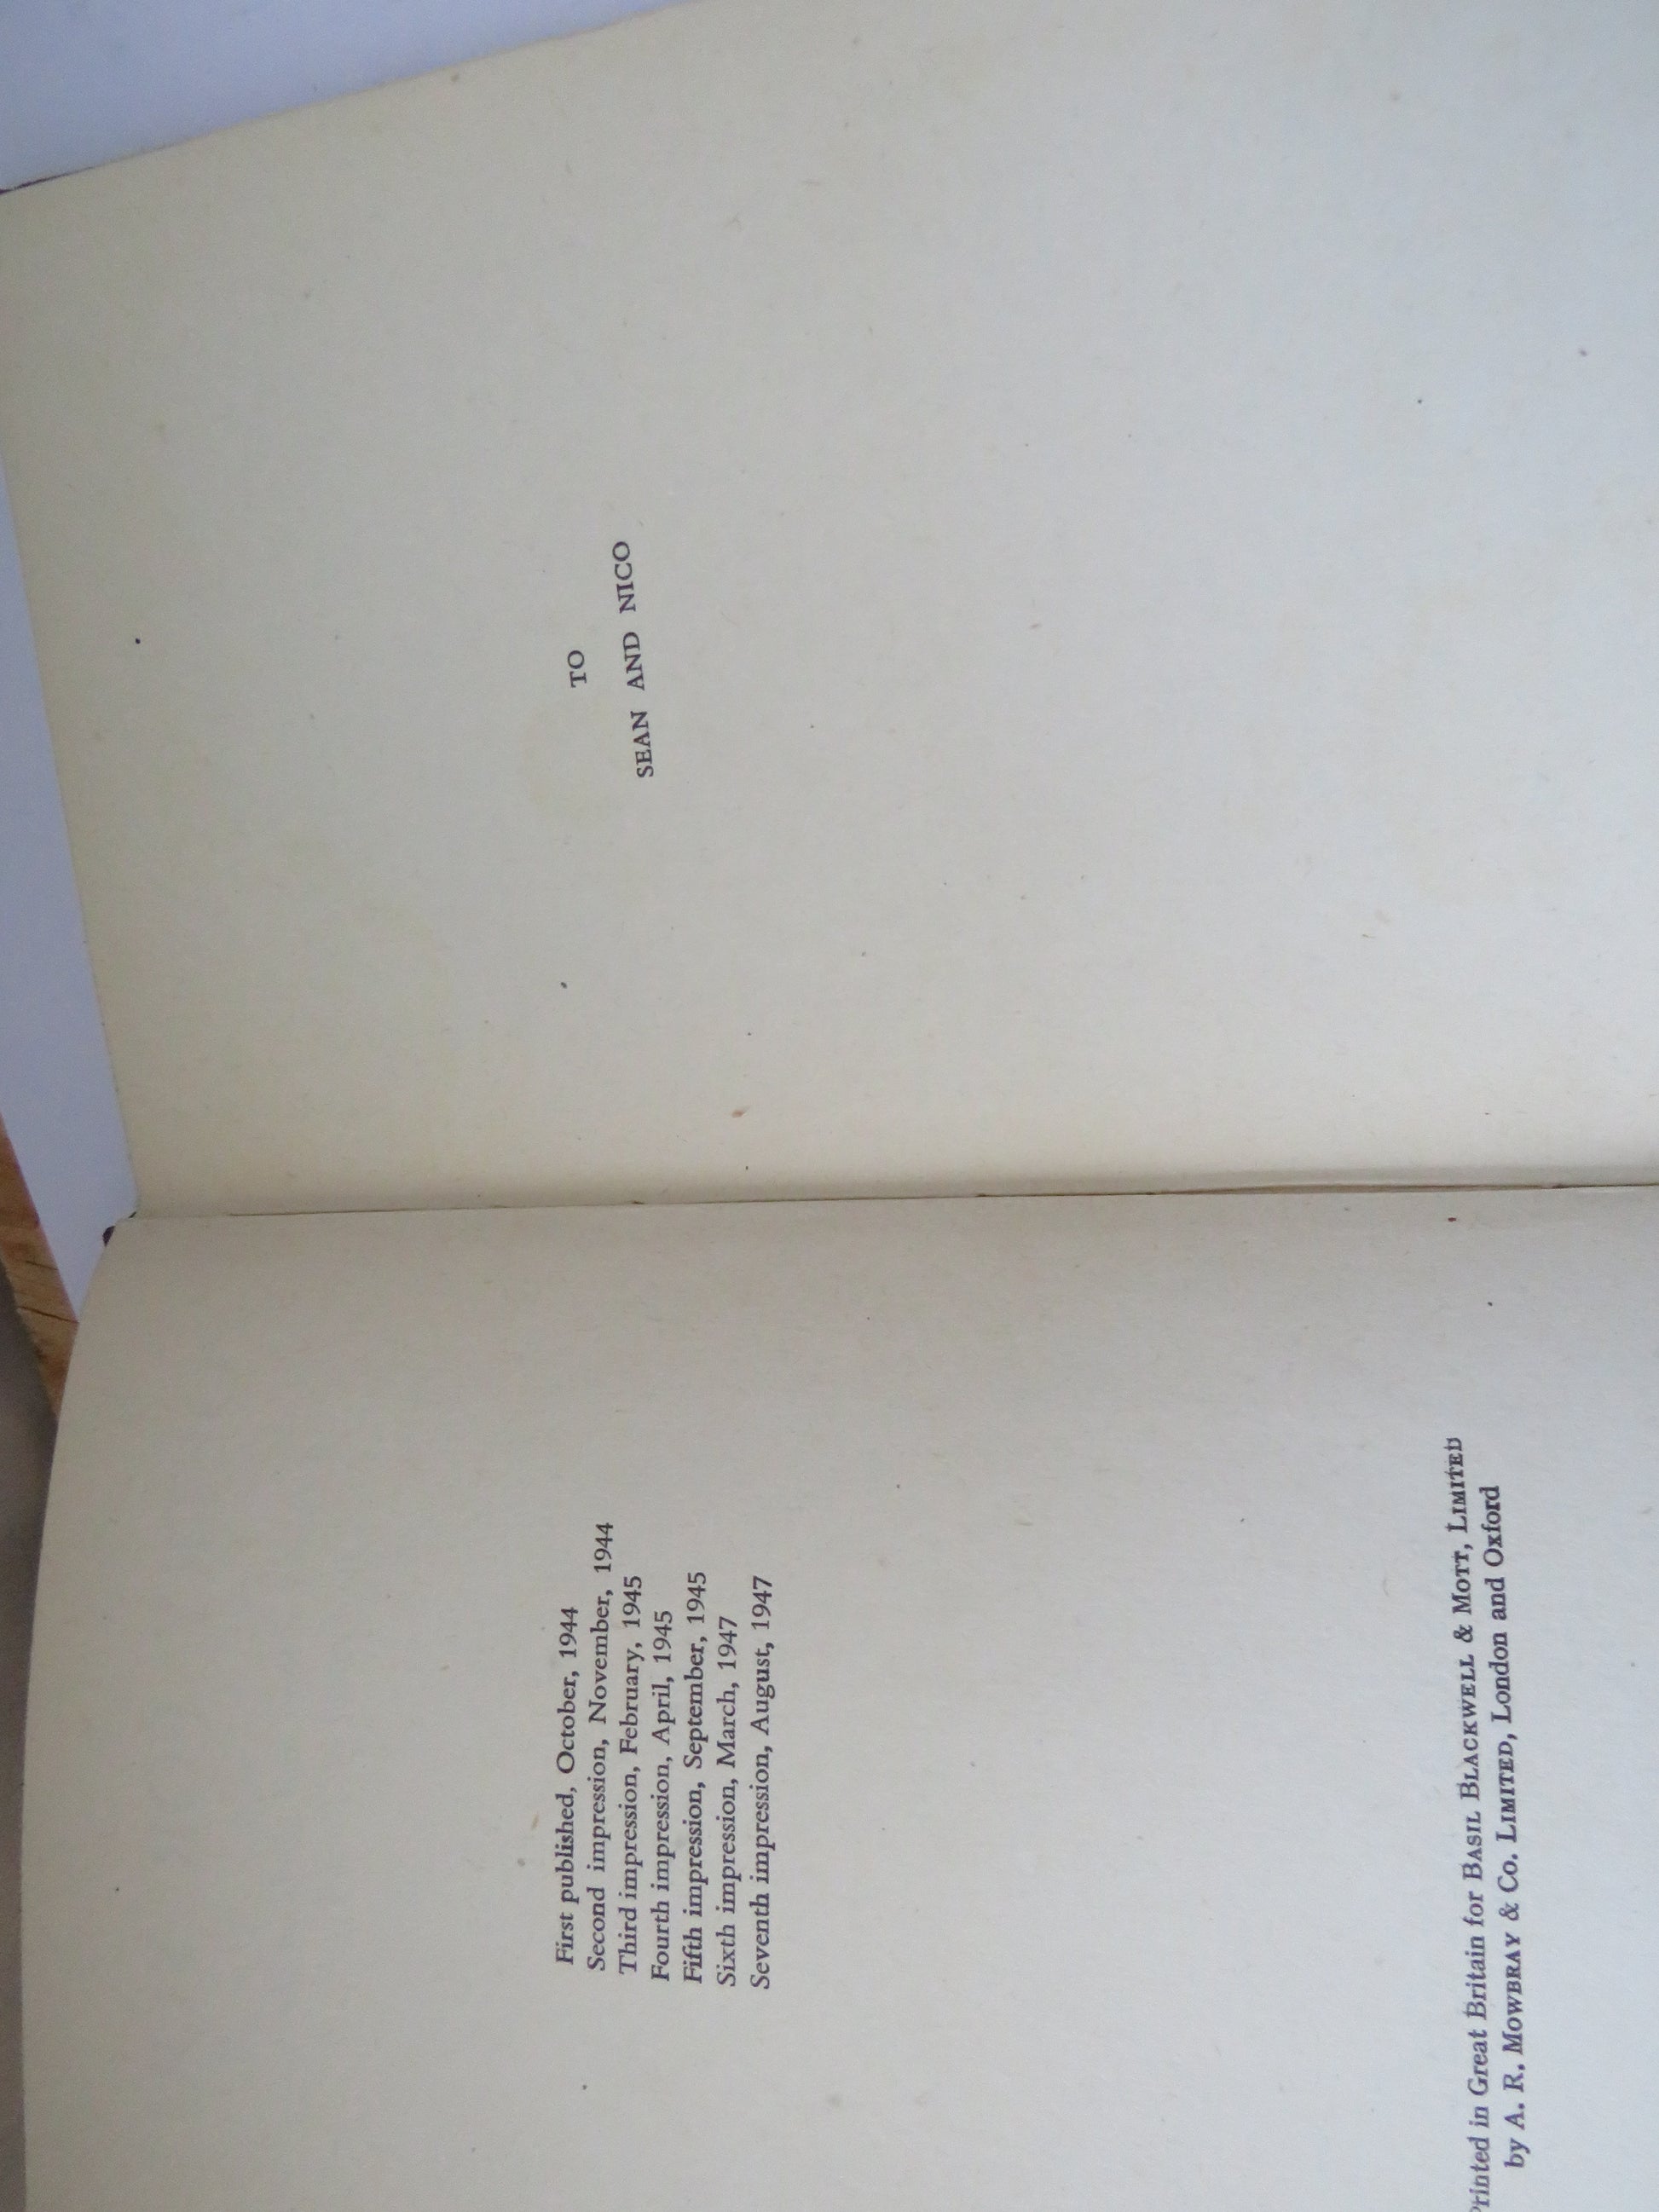 First published, October, 1944
Second impression, November, 1944
Third impression, February, 1945
Fourth impression, April, 1945
Fifth impression, September, 1945
Sixth impression, March, 1947
Seventh impression, August, 1947
Printed in Great Britain for BASIL BLACKWELL & MOTT, LIMITED
by A. R. MOWBRAY & Co. LIMITED, London and Oxford
TO
SEAN AND NICO